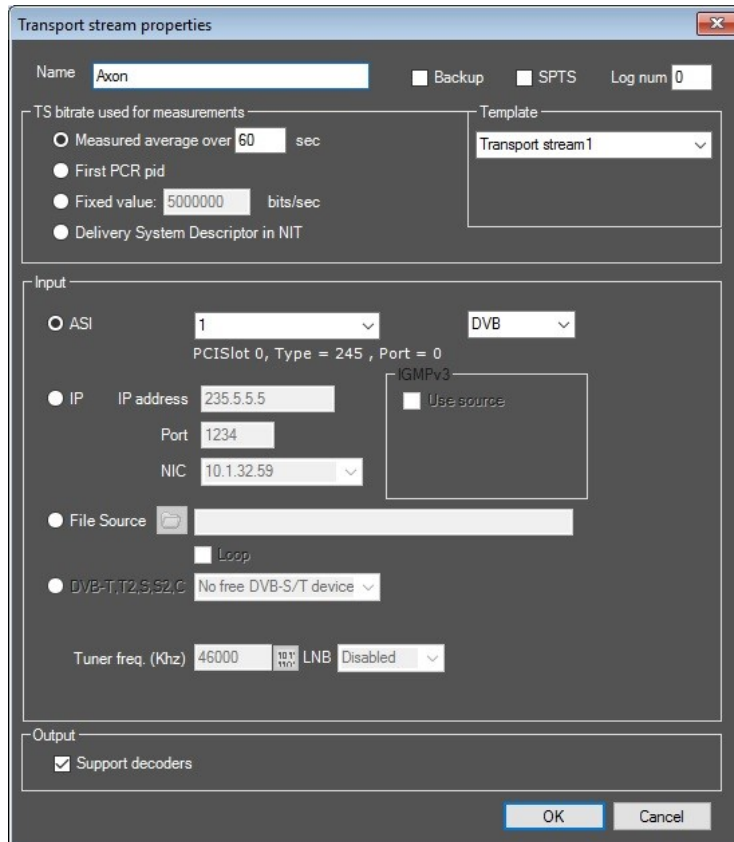 Transport stream properties
Name Axon Backup SPTS Log num 0
TS bitrate used for measurements
Template
Measured average over 60 sec
Transport stream1
First PCR pid
Fixed value: 5000000 bits/sec
Delivery System Descriptor in NIT
Input
ASI 1 DVB
PCISlot 0, Type = 245 , Port = 0
IGMPv3
IP IP address 235.5.5.5
Use source
Port 1234
NIC 10.1.32.59
File Source
Loop
DVB-T,T2,S,S2,C No free DVB-S/T device
Tuner freq. (Khz) 46000 LNB Disabled
Output
Support decoders
OK Cancel